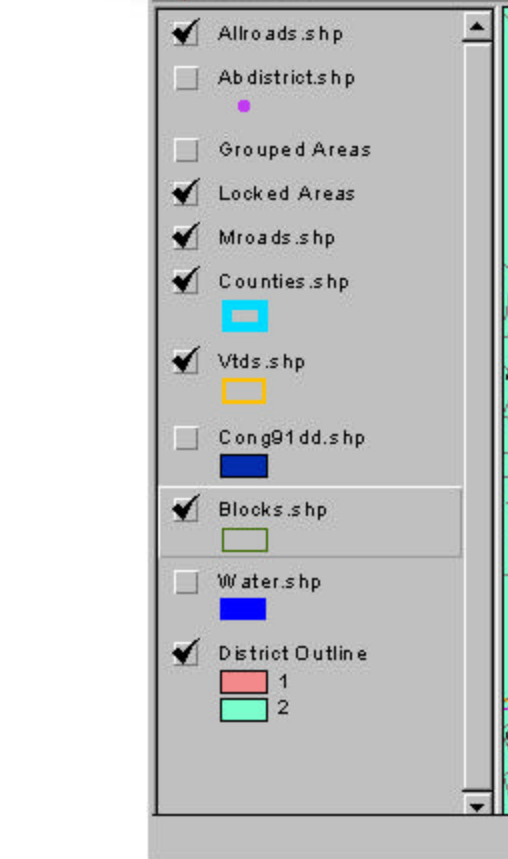 Allroads.shp
Abdistrict.shp
Grouped Areas
Locked Areas
Mroads.shp
Counties.shp
Vtds.shp
Cong91dd.shp
Blocks.shp
Water.shp
District Outline
1
2